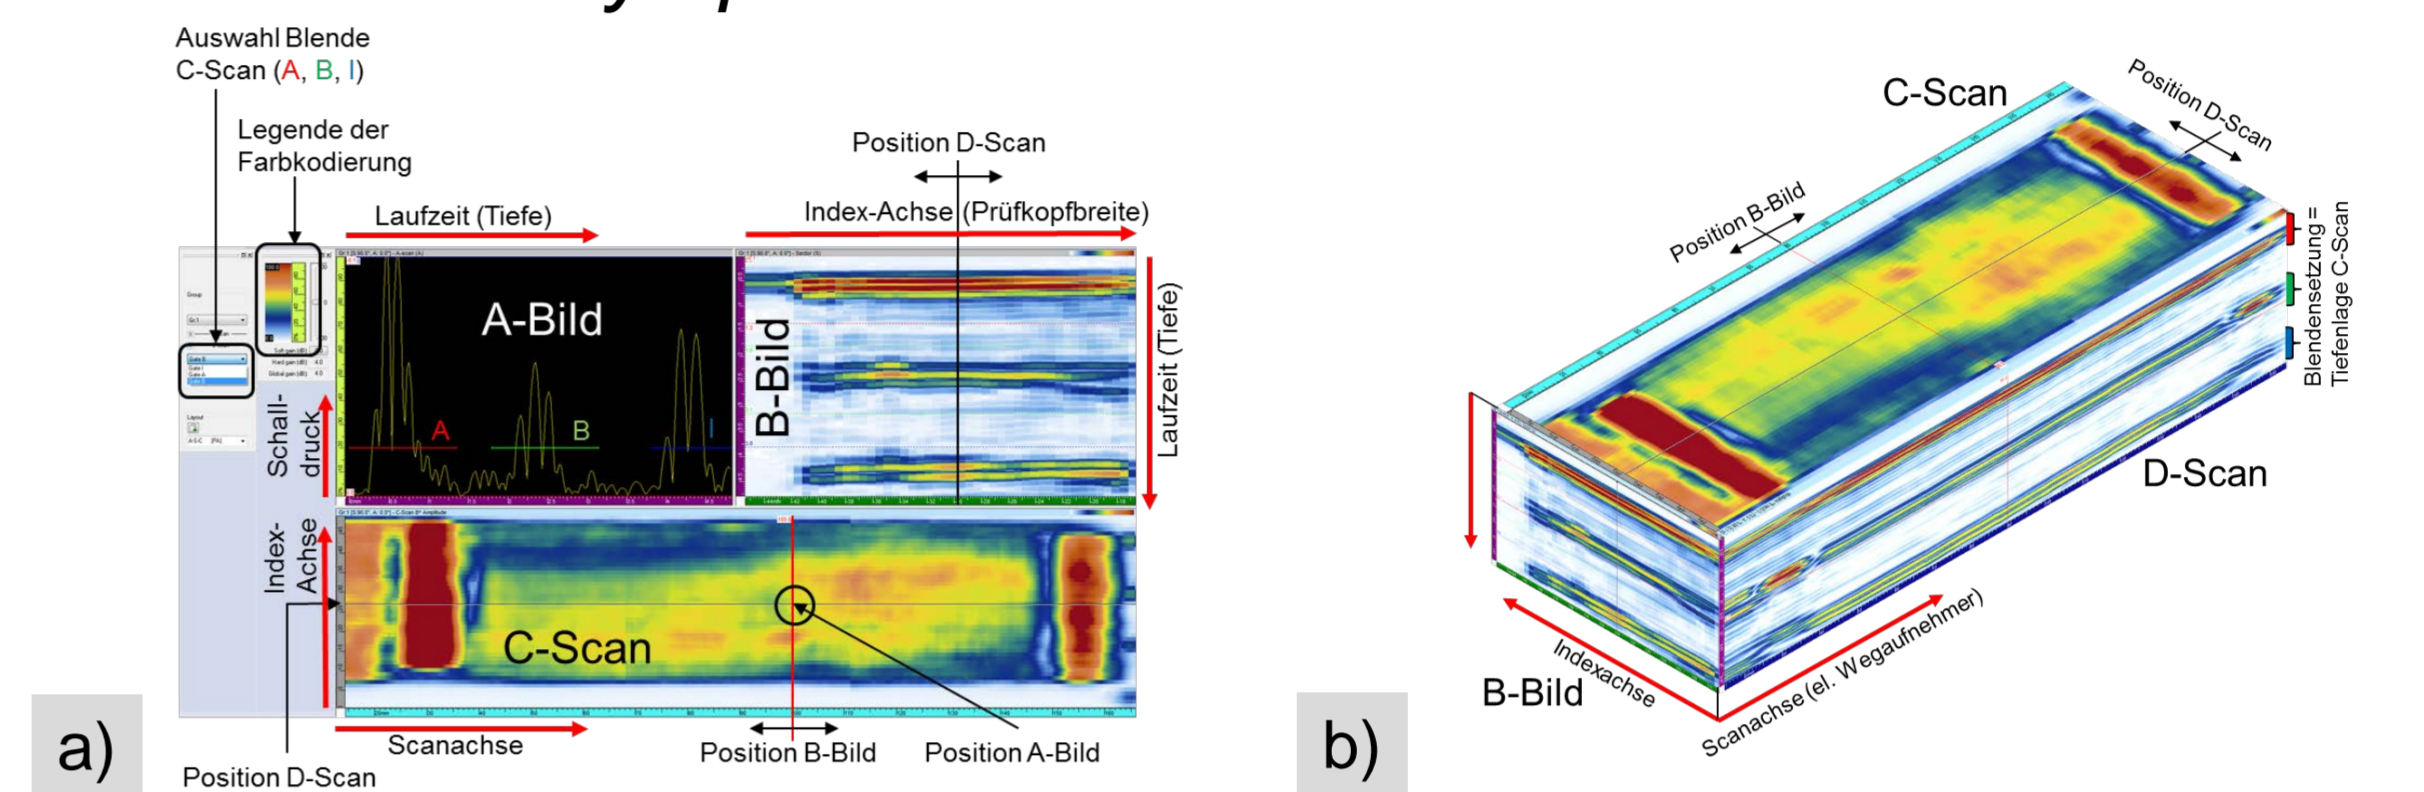 Auswahl Blende
C-Scan (A, B, I)
Legende der
Farbkodierung
Laufzeit (Tiefe)
Position D-Scan
Index-Achse (Prüfkopfbreite)
A-Bild
B-Bild
Laufzeit (Tiefe)
Schall-
druck
A
B
I
Index-
Achse
C-Scan
Scanachse
Position B-Bild
Position A-Bild
Position D-Scan
a)
C-Scan
Position D-Scan
Position B-Bild
Blendensetzung =
Tiefenlage C-Scan
D-Scan
B-Bild
Indexachse
Scanachse (el. Wegaufnehmer)
b)